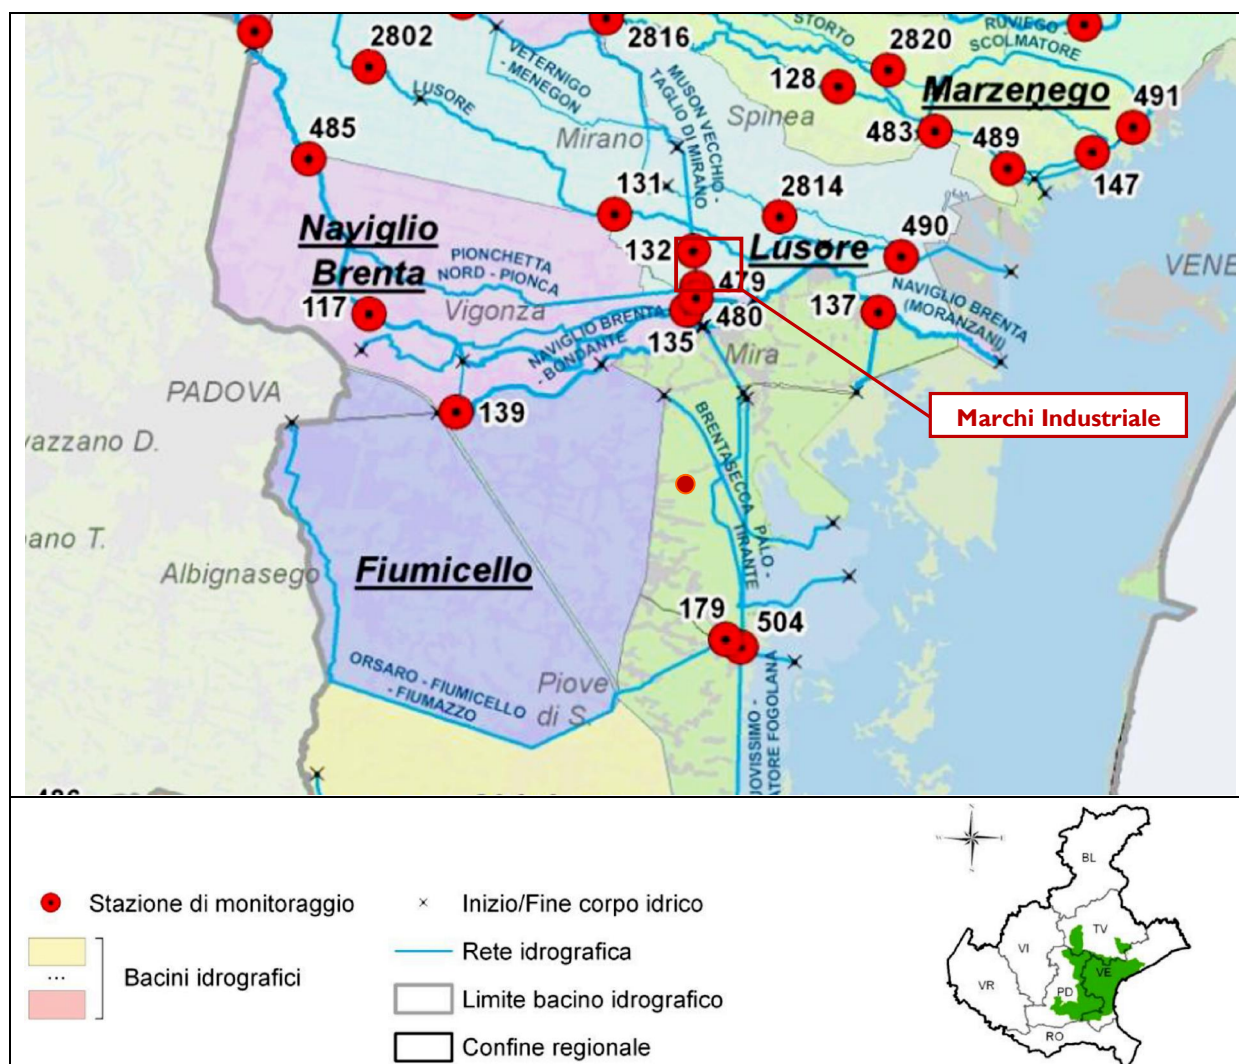 2802
2816
STORTO
2820
RUVIEGO -
SCOLMATORE
VETERNIGO
- MENEGON
LUSORE
MUSON VECCHIO -
TAGLIO DI MIRANO
128
Marzenego
491
Spinea
Mirano
485
483
489
147
131
2814
Naviglio
Brenta
132
Lusore
490
PIONCHETTA
NORD - PIONCA
VENE
117
Vigonza
479
137
NAVIGLIO BRENTA
(MORANZANI)
NAVIGLIO BRENTA
- BONDANTE
480
135
Mira
PADOVA
139
Marchi Industriale
vazzano D.
BRENTASECCA
PALO -
TIRANTE
ano T.
Albignasego
Fiumicello
179
504
ORSARO - FIUMICELLO
- FIUMAZZO
Piove
di S.
UOVISSIMO -
ATORE FOGOLANA
Stazione di monitoraggio
...
Bacini idrografici
Inizio/Fine corpo idrico
Rete idrografica
Limite bacino idrografico
Confine regionale
BL
TV
VI
VE
VR
PD
RO